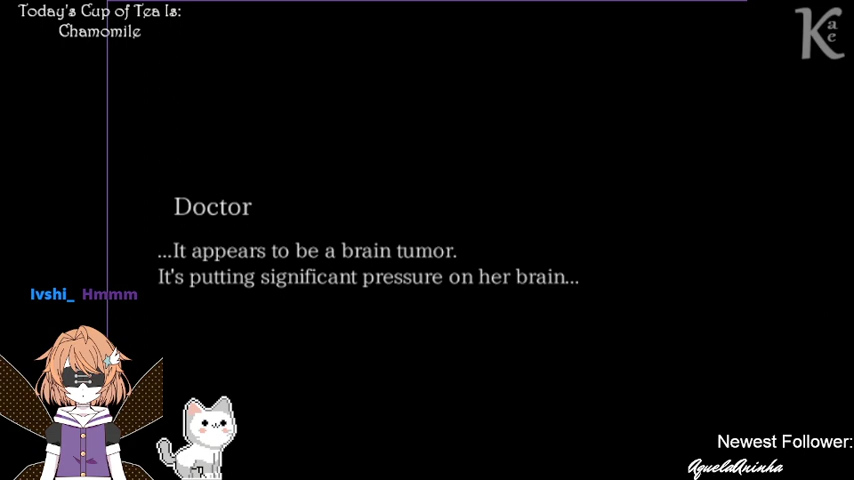 Today's Cup of Tea Is:
Chamomile
Kae
Doctor
...It appears to be a brain tumor.
It's putting significant pressure on her brain...
Ivshi_ Hmmm
Newest Follower:
AquelaAninha